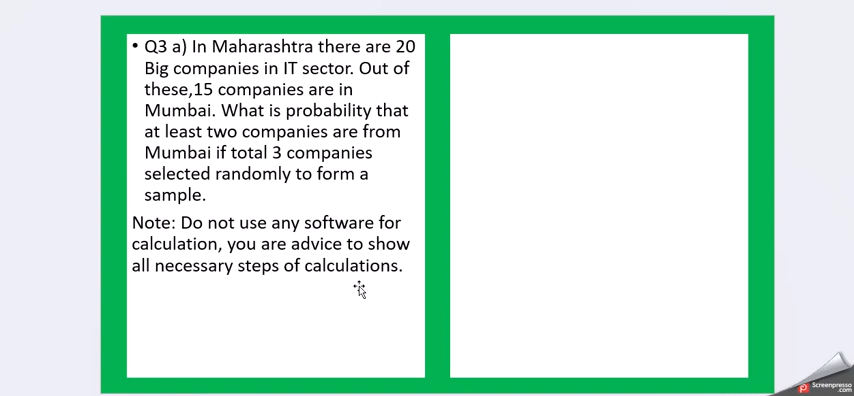 • Q3 a) In Maharashtra there are 20
Big companies in IT sector. Out of
these,15 companies are in
Mumbai. What is probability that
at least two companies are from
Mumbai if total 3 companies
selected randomly to form a
sample.
Note: Do not use any software for
calculation, you are advice to show
all necessary steps of calculations.
Screenpresso
.com